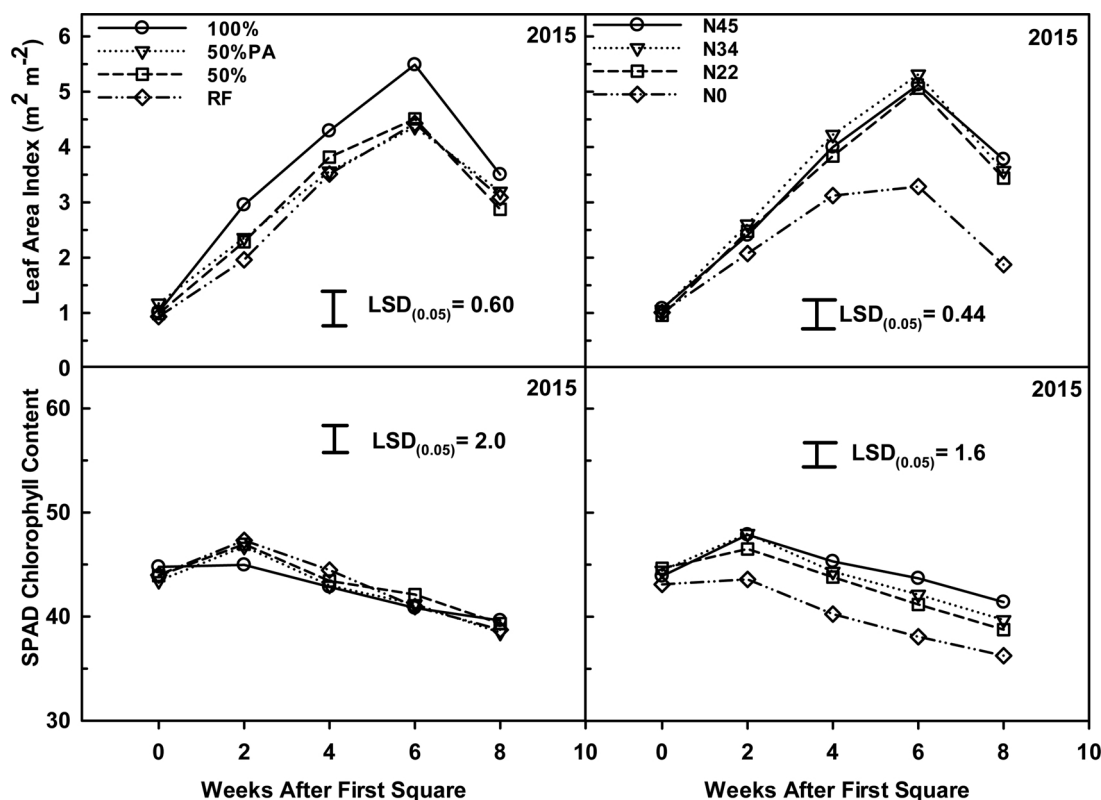 Leaf Area Index (m² m⁻²)
6
5
4
3
2
1
0
100%
50%PA
50%
RF
2015
LSD(0.05)= 0.60
N45
N34
N22
N0
2015
LSD(0.05)= 0.44
SPAD Chlorophyll Content
60
50
40
30
2015
LSD(0.05)= 2.0
2015
LSD(0.05)= 1.6
0 2 4 6 8 10 0 2 4 6 8 10
Weeks After First Square
Weeks After First Square